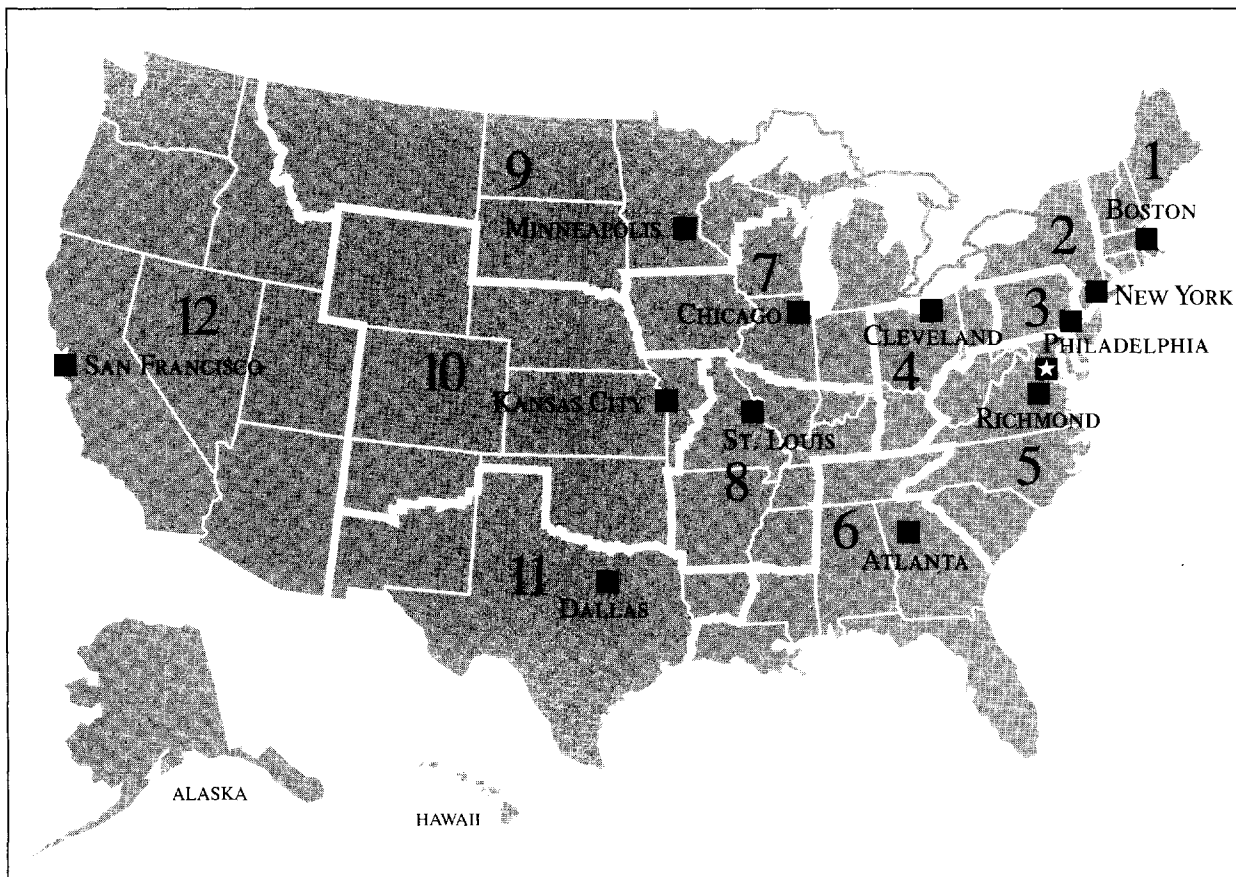 1
BOSTON
2
9
MINNEAPOLIS
7
NEW YORK
3
12
CHICAGO
CLEVELAND
PHILADELPHIA
SAN FRANCISCO
10
4
KANSAS CITY
RICHMOND
ST. LOUIS
5
8
6
ATLANTA
11
DALLAS
ALASKA
HAWAII